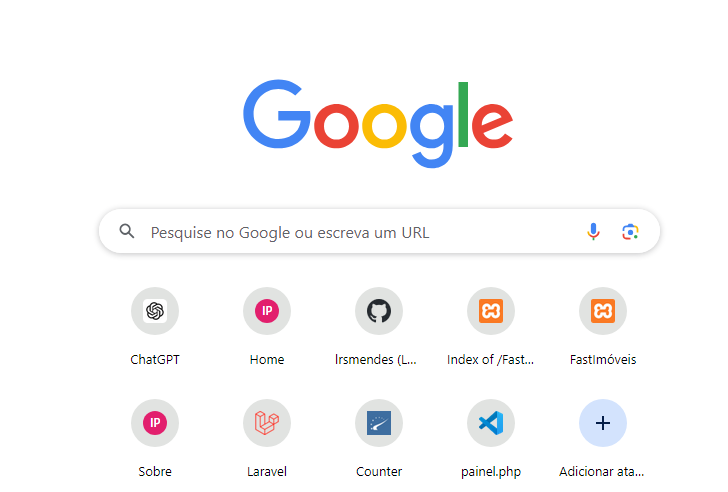 Google
Pesquise no Google ou escreva um URL
ChatGPT
IP
Home
lrsmendes (L...
Index of /Fast...
FastImóveis
IP
Sobre
Laravel
Counter
painel.php
Adicionar ata...